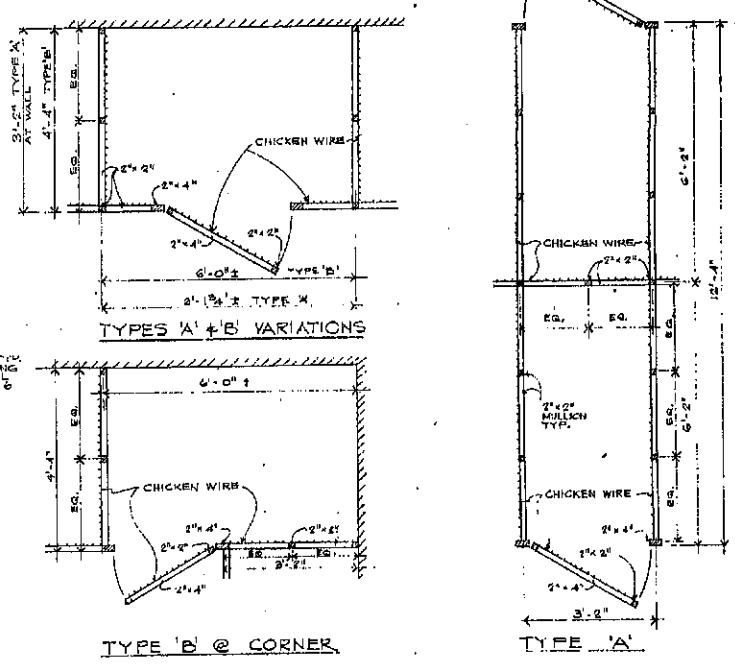 3'-2" TYPE 'A'
AT WALL
4'-4" TYPE 'B'
EQ.
EQ.
2"x 2"
2"x 4"
CHICKEN WIRE
2"x 4"
2"x 2"
6'-0" ± TYPE 'B'
TYPES 'A' & 'B' VARIATIONS
6'-0" ±
4'-4"
EQ.
EQ.
CHICKEN WIRE
2"x 2"
2"x 4"
2"x 4"
EQ.
EQ.
3'-2"
TYPE 'B' @ CORNER
6'-2"
12'-4"
CHICKEN WIRE
2"x 2"
EQ.
EQ.
EQ.
EQ.
EQ.
6'-2"
2"x 2"
MULLION
TYP.
CHICKEN WIRE
2"x 4"
2"x 2"
2"x 4"
3'-2"
TYPE 'A'